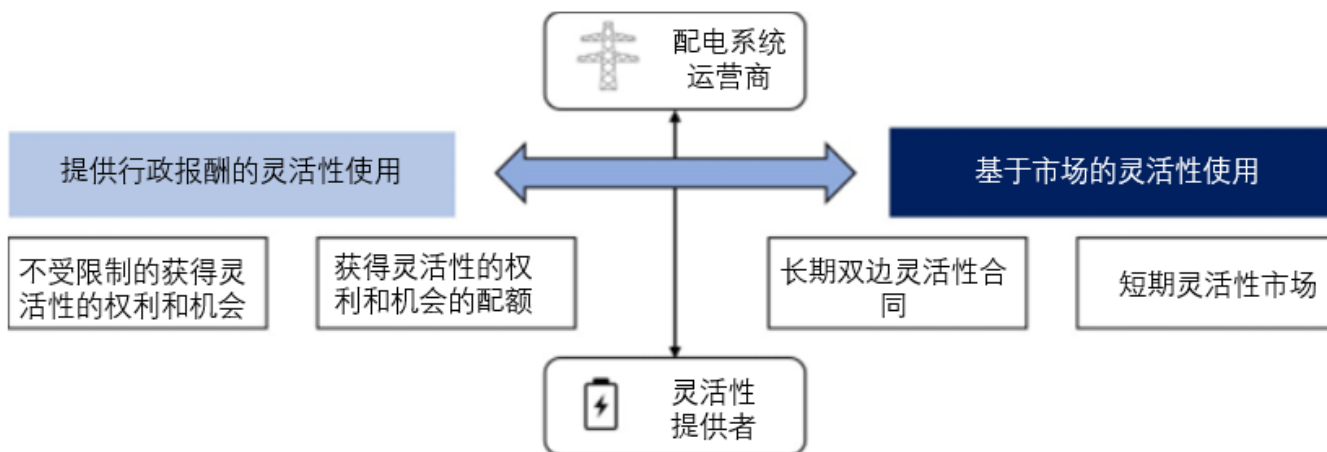 配电系统
运营商
提供行政报酬的灵活性使用
基于市场的灵活性使用
不受限制的获得灵
活性的权利和机会
获得灵活性的权
利和机会的配额
长期双边灵活性合
同
短期灵活性市场
灵活性
提供者